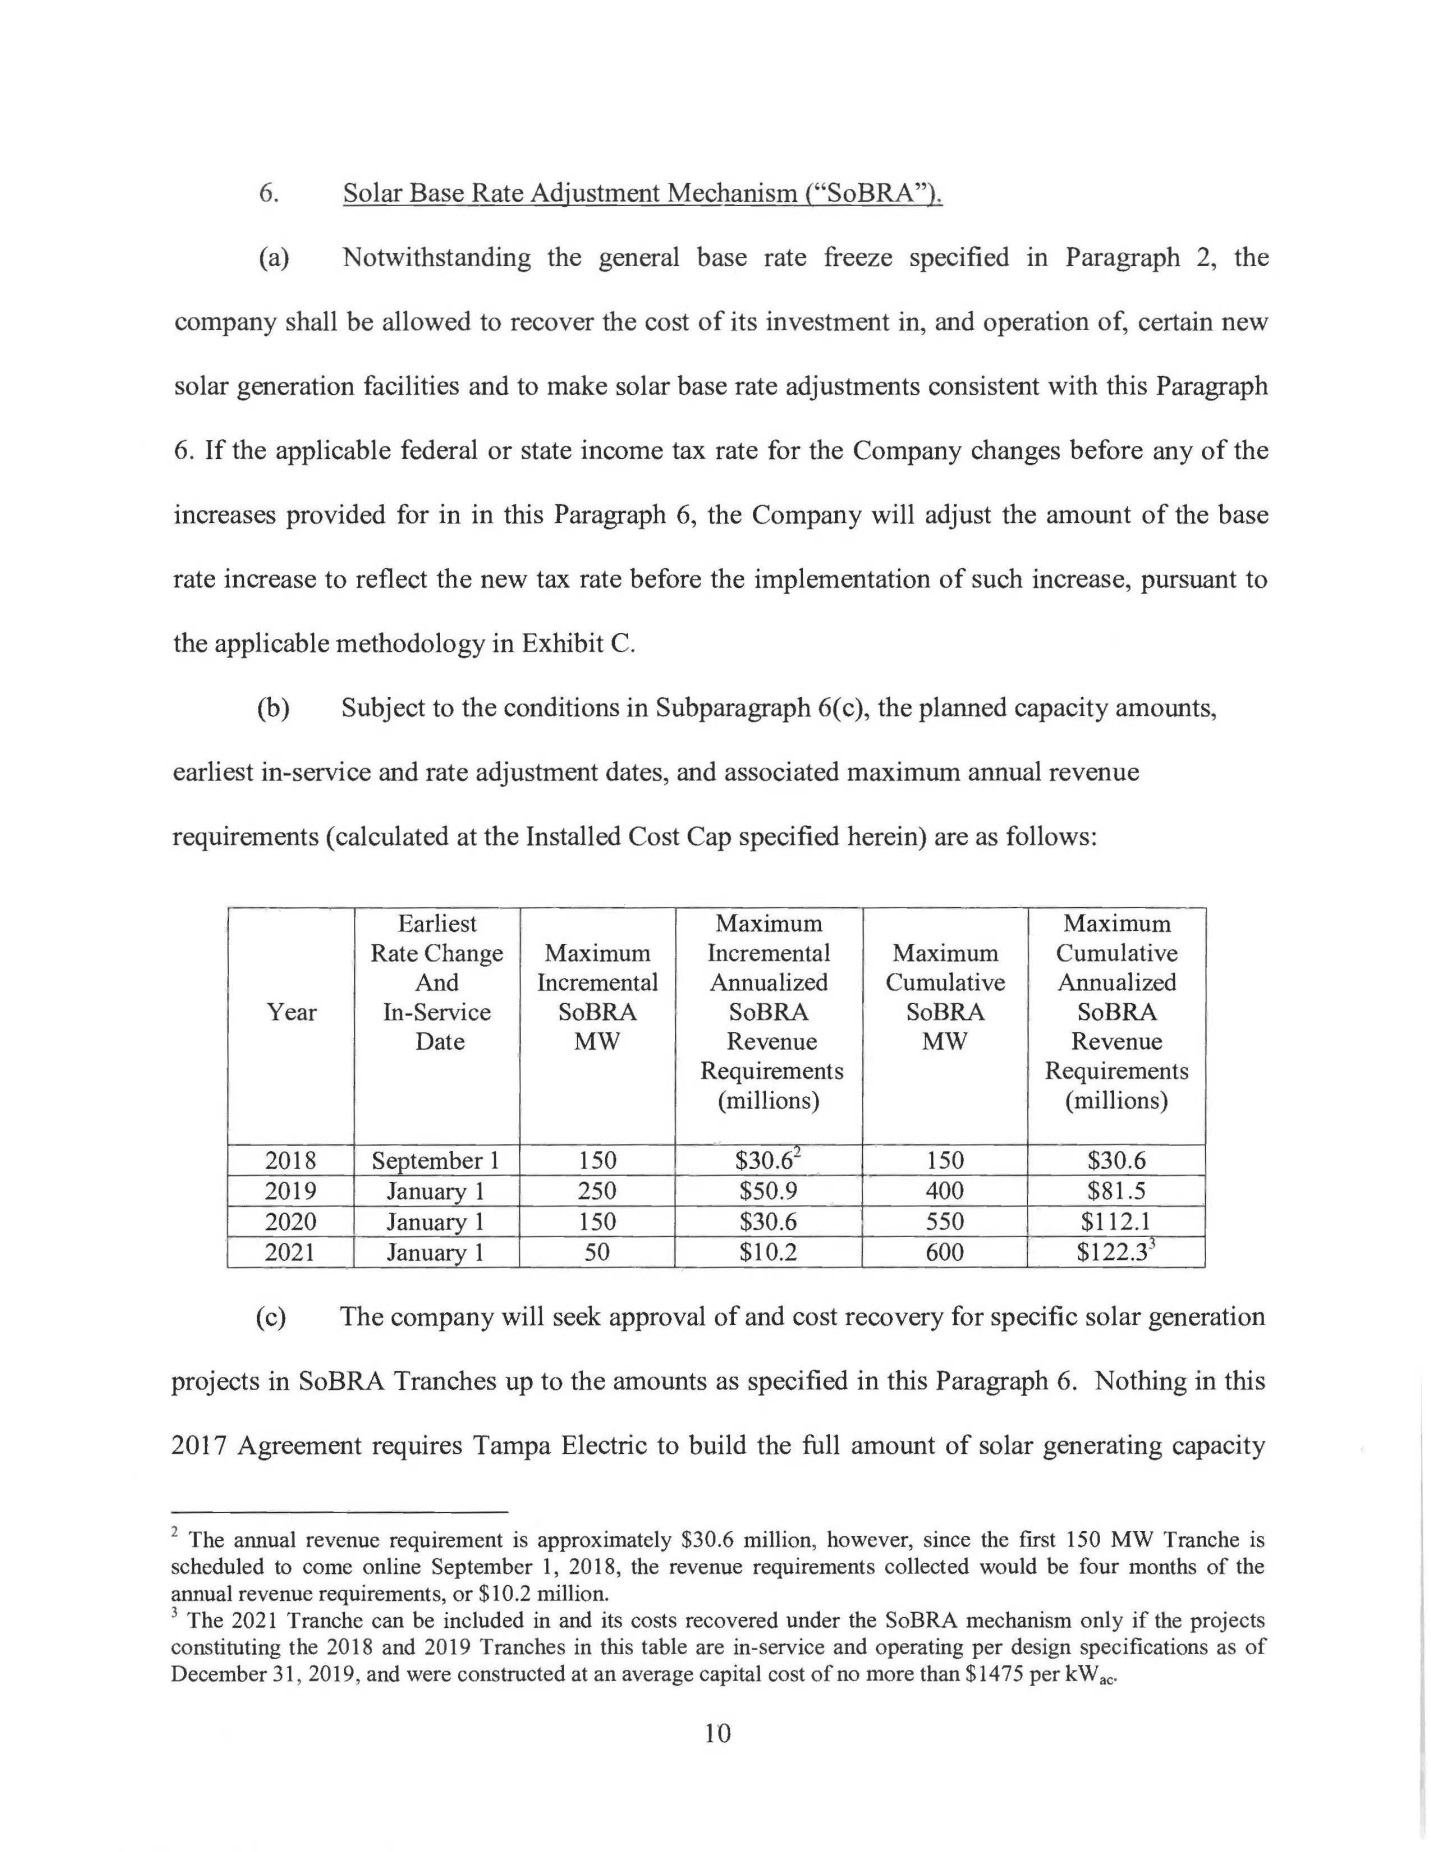 6. Solar Base Rate Adjustment Mechanism (“SoBRA”).
(a) Notwithstanding the general base rate freeze specified in Paragraph 2, the
company shall be allowed to recover the cost of its investment in, and operation of, certain new
solar generation facilities and to make solar base rate adjustments consistent with this Paragraph
6. If the applicable federal or state income tax rate for the Company changes before any of the
increases provided for in in this Paragraph 6, the Company will adjust the amount of the base
rate increase to reflect the new tax rate before the implementation of such increase, pursuant to
the applicable methodology in Exhibit C.
(b) Subject to the conditions in Subparagraph 6(c), the planned capacity amounts,
earliest in-service and rate adjustment dates, and associated maximum annual revenue
requirements (calculated at the Installed Cost Cap specified herein) are as follows:
Year
Earliest
Rate Change
And
In-Service
Date
Maximum
Incremental
SoBRA
MW
Maximum
Incremental
Annualized
SoBRA
Revenue
Requirements
(millions)
Maximum
Cumulative
SoBRA
MW
Maximum
Cumulative
Annualized
SoBRA
Revenue
Requirements
(millions)
2018 September 1 150 $30.6² 150 $30.6
2019 January 1 250 $50.9 400 $81.5
2020 January 1 150 $30.6 550 $112.1
2021 January 1 50 $10.2 600 $122.3³
(c) The company will seek approval of and cost recovery for specific solar generation
projects in SoBRA Tranches up to the amounts as specified in this Paragraph 6. Nothing in this
2017 Agreement requires Tampa Electric to build the full amount of solar generating capacity
² The annual revenue requirement is approximately $30.6 million, however, since the first 150 MW Tranche is
scheduled to come online September 1, 2018, the revenue requirements collected would be four months of the
annual revenue requirements, or $10.2 million.
³ The 2021 Tranche can be included in and its costs recovered under the SoBRA mechanism only if the projects
constituting the 2018 and 2019 Tranches in this table are in-service and operating per design specifications as of
December 31, 2019, and were constructed at an average capital cost of no more than $1475 per kWac.
10